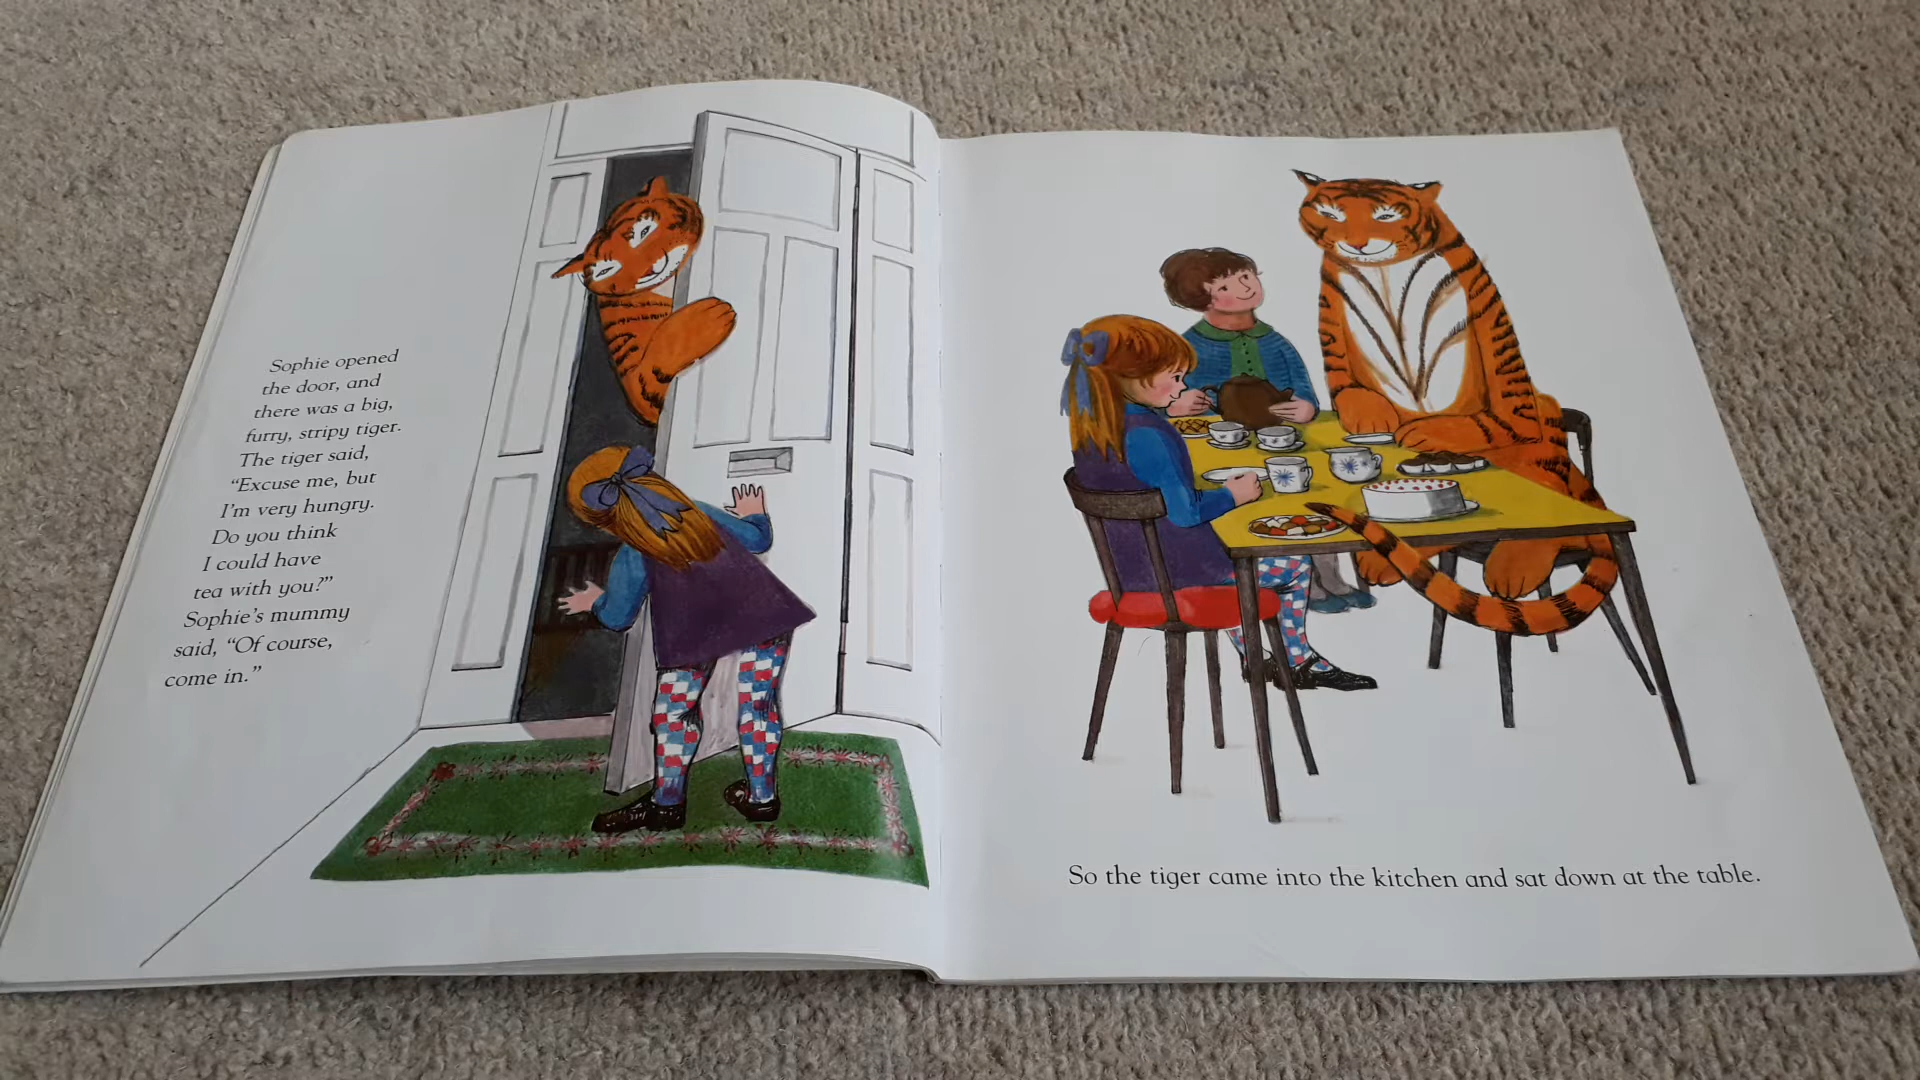 Sophie opened
the door, and
there was a big,
furry, stripy tiger.
The tiger said,
“Excuse me, but
I’m very hungry.
Do you think
I could have
tea with you?”
Sophie’s mummy
said, “Of course,
come in.”
So the tiger came into the kitchen and sat down at the table.